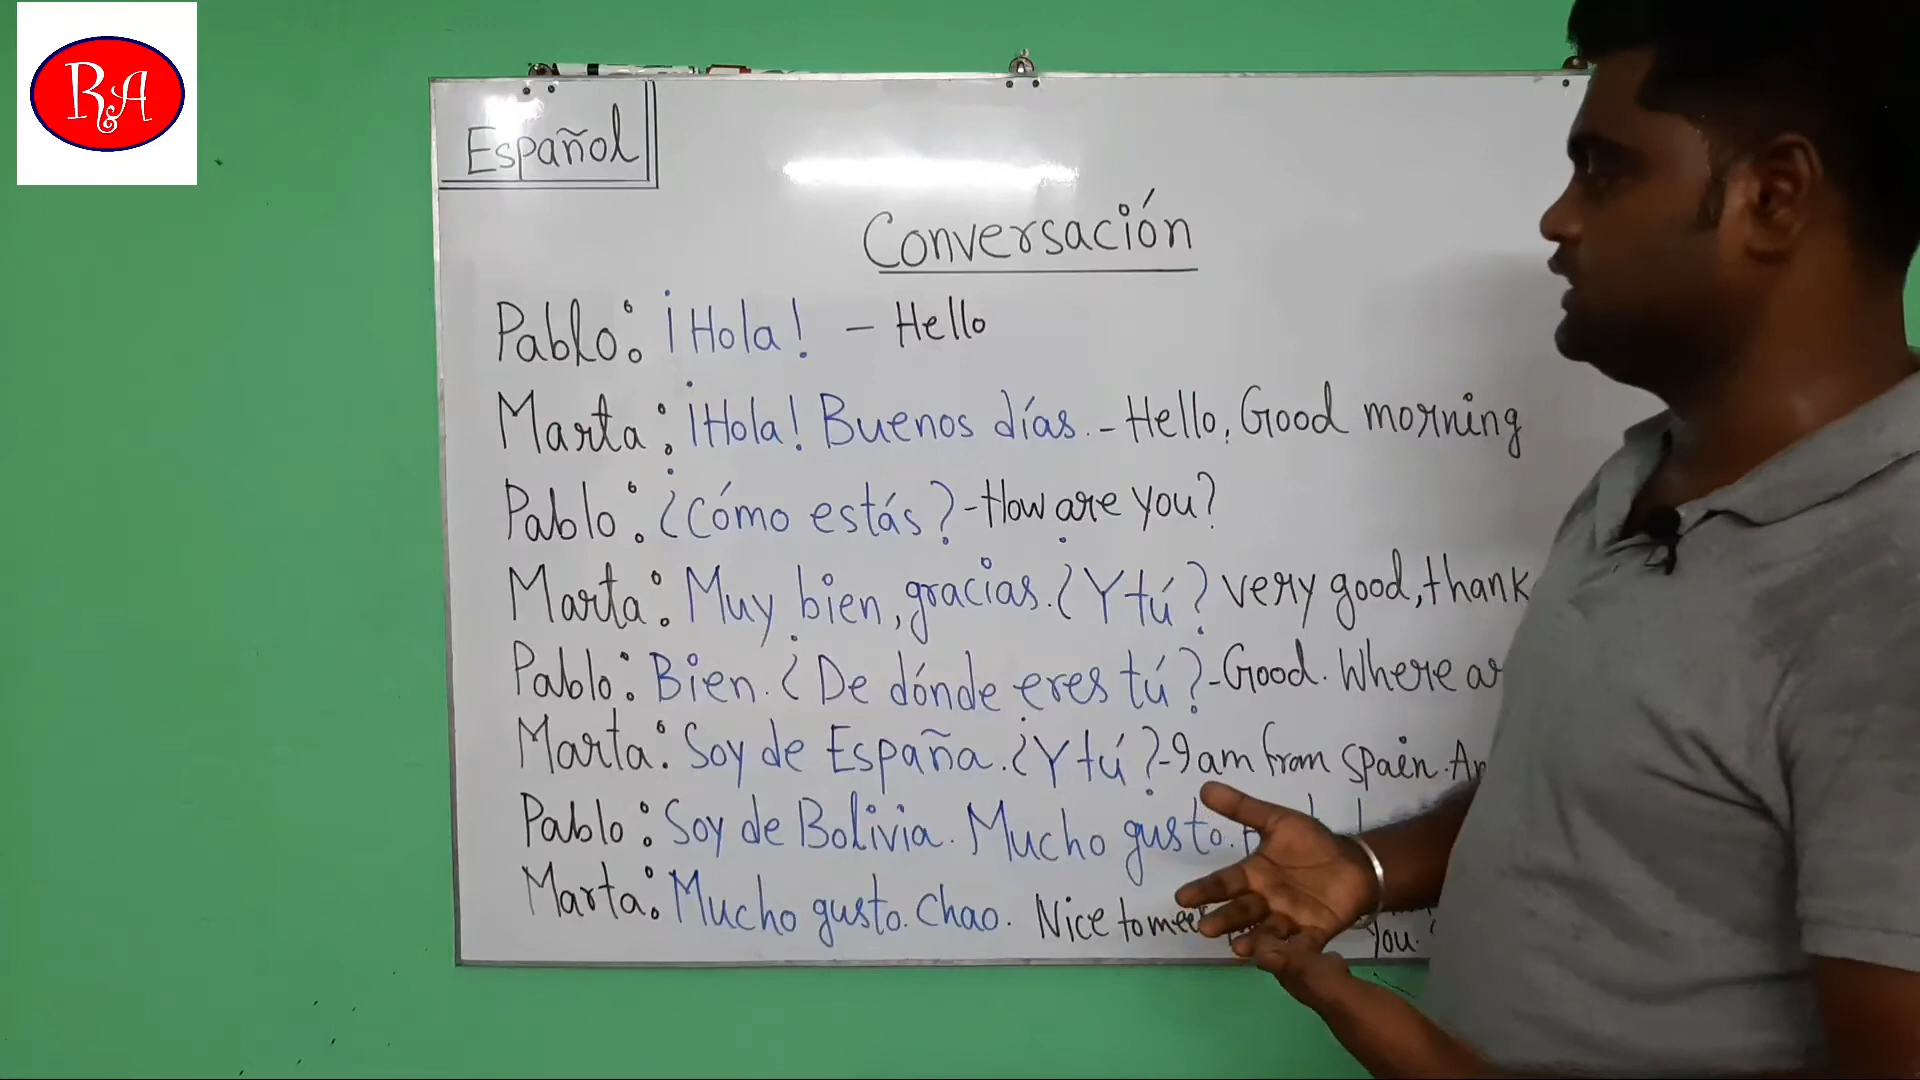 RA
Español
Conversación
Pablo: ¡Hola! - Hello
Marta: ¡Hola! Buenos días. - Hello, Good morning
Pablo: ¿Cómo estás? - How are you?
Marta: Muy bien, gracias. ¿Y tú? very good, thank
Pablo: Bien. ¿De dónde eres tú? - Good. Where
Marta: Soy de España. ¿Y tú? - I am from Spain.
Pablo: Soy de Bolivia. Mucho gusto.
Marta: Mucho gusto. Chao. Nice to meet
you.